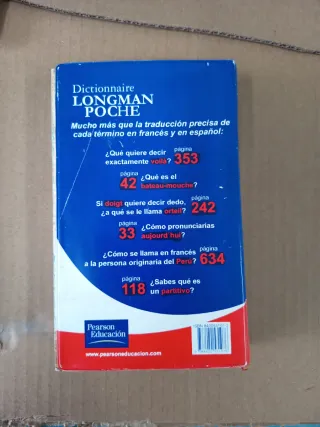 Dictionnaire
LONGMAN
POCHE
Mucho más que la traducción precisa de
cada término en francés y en español:
¿Qué quiere decir
exactamente voilà?
página
353
página
42
¿Qué es el
bateau-mouche?
Si doigt quiere decir dedo,
¿a qué se le llama orteil?
página
242
página
33
¿Cómo pronunciarías
aujourd'hui?
¿Cómo se llama en francés
a la persona originaria del Perú?
página
634
página
118
¿Sabes qué es
un partitivo?
Pearson
Educación
www.pearsoneducacion.com